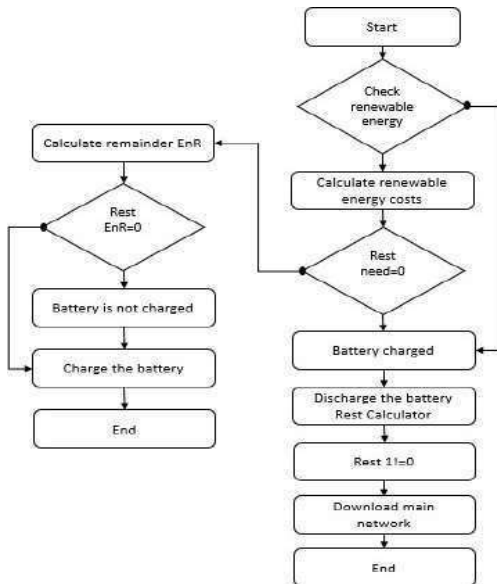 Start
Check
renewable
energy
Calculate renewable
energy costs
Rest
need=0
Battery charged
Discharge the battery
Rest Calculator
Rest 1!=0
Download main
network
End
Calculate remainder EnR
Rest
EnR=0
Battery is not charged
Charge the battery
End